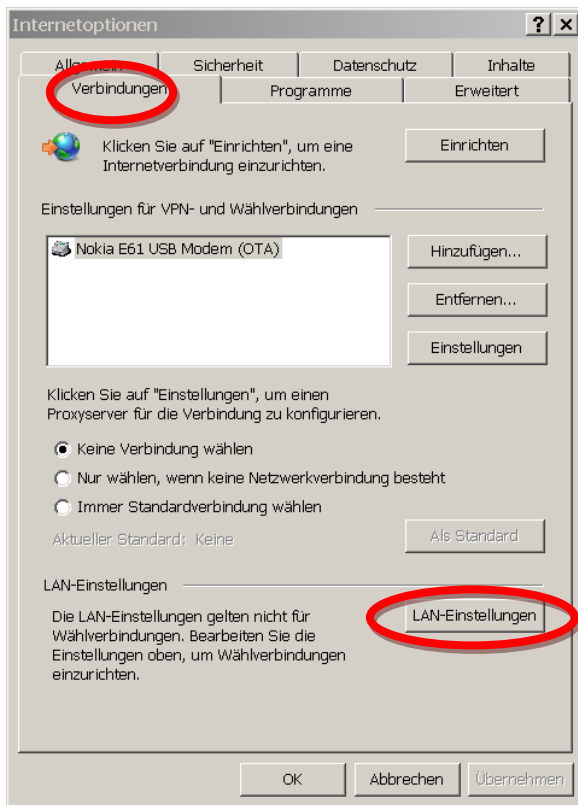 Internetoptionen
Allgemein Sicherheit Datenschutz Inhalte
Verbindungen Programme Erweitert
Klicken Sie auf "Einrichten", um eine
Internetverbindung einzurichten.
Einrichten
Einstellungen für VPN- und Wählverbindungen
Nokia E61 USB Modem (OTA)
Hinzufügen...
Entfernen...
Einstellungen
Klicken Sie auf "Einstellungen", um einen
Proxyserver für die Verbindung zu konfigurieren.
Keine Verbindung wählen
Nur wählen, wenn keine Netzwerkverbindung besteht
Immer Standardverbindung wählen
Aktueller Standard: Keine
Als Standard
LAN-Einstellungen
Die LAN-Einstellungen gelten nicht für
Wählverbindungen. Bearbeiten Sie die
Einstellungen oben, um Wählverbindungen
einzurichten.
LAN-Einstellungen
OK Abbrechen Übernehmen